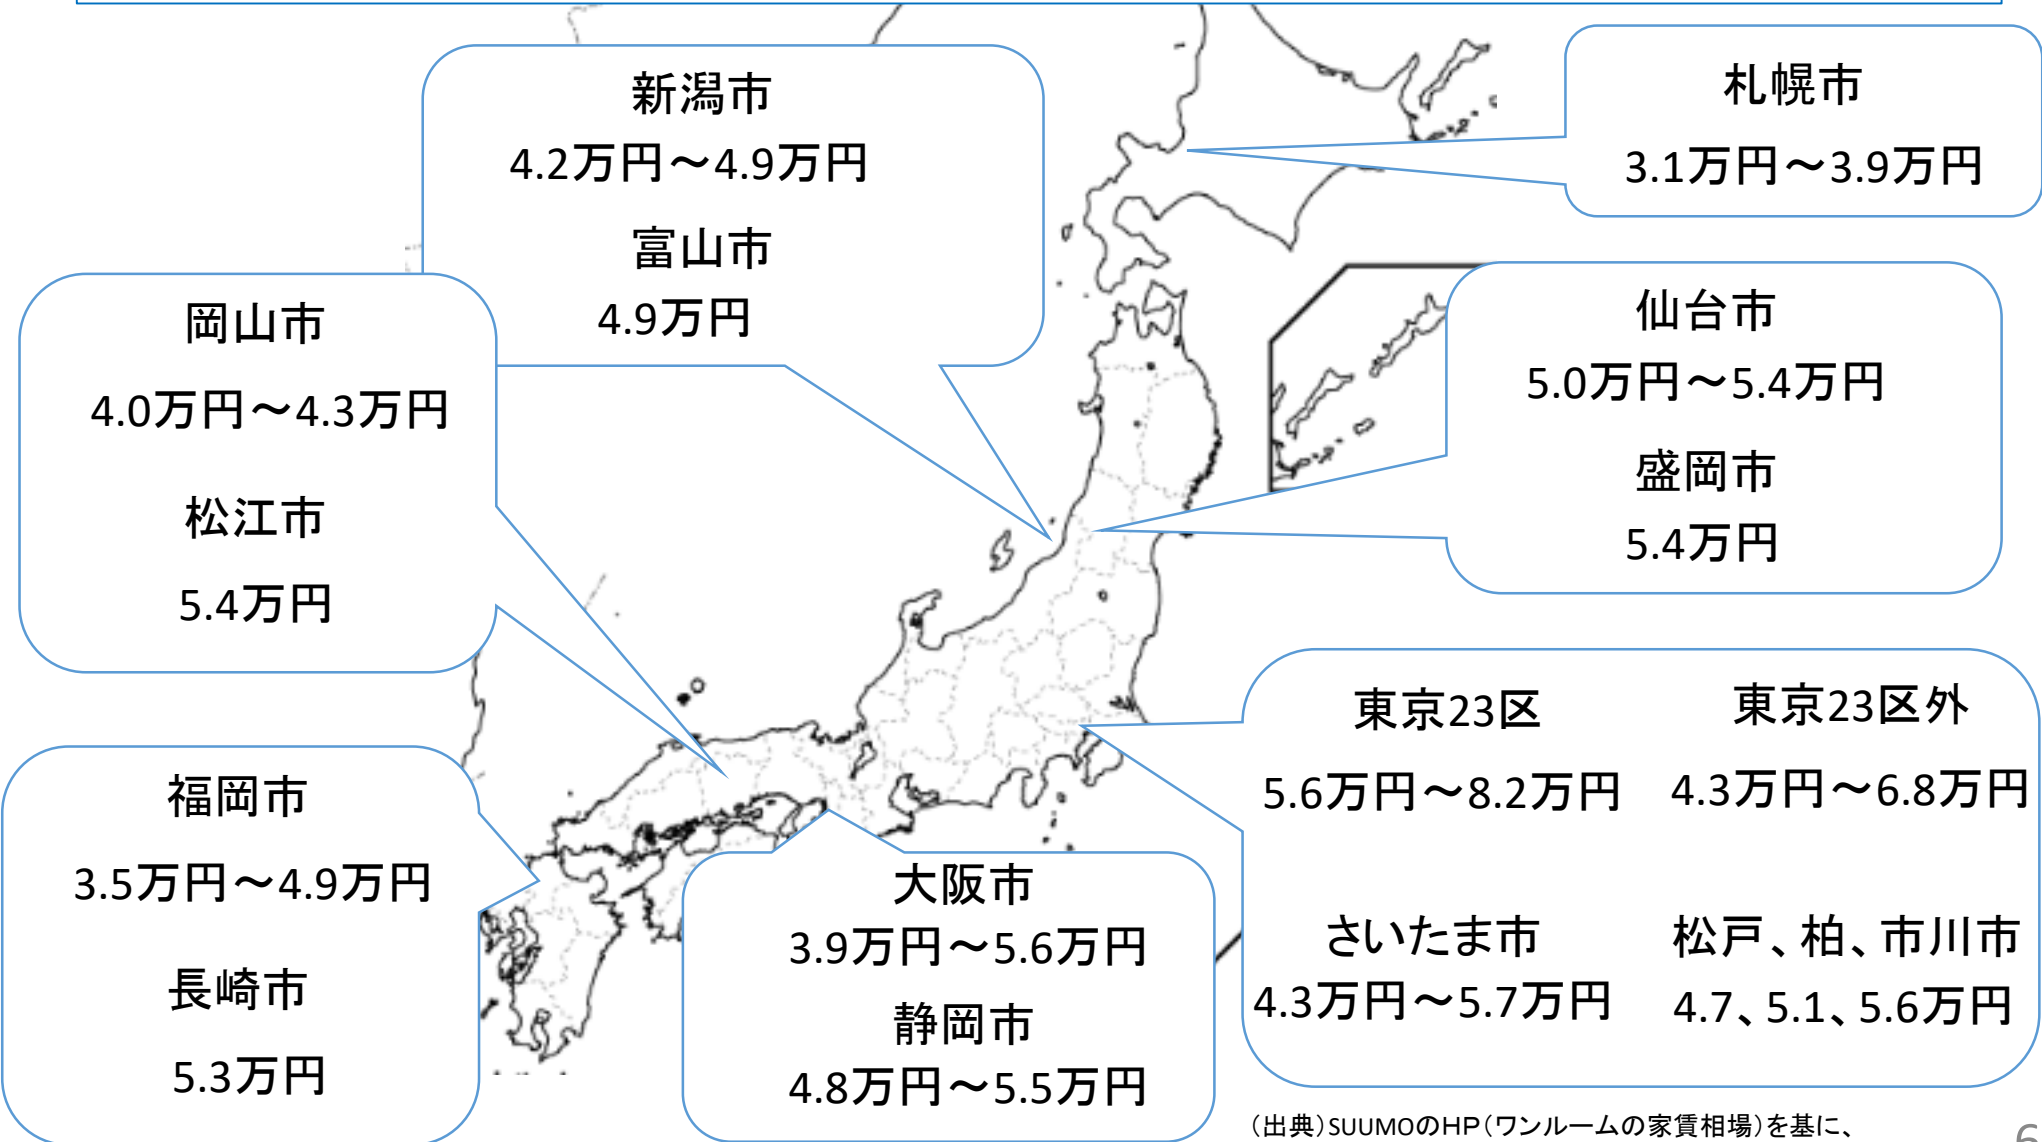 新潟市
4.2万円～4.9万円
富山市
4.9万円
札幌市
3.1万円～3.9万円
岡山市
4.0万円～4.3万円
松江市
5.4万円
仙台市
5.0万円～5.4万円
盛岡市
5.4万円
福岡市
3.5万円～4.9万円
長崎市
5.3万円
大阪市
3.9万円～5.6万円
静岡市
4.8万円～5.5万円
東京23区
5.6万円～8.2万円
東京23区外
4.3万円～6.8万円
さいたま市
4.3万円～5.7万円
松戸、柏、市川市
4.7、5.1、5.6万円
（出典）SUUMOのHP（ワンルームの家賃相場）を基に、